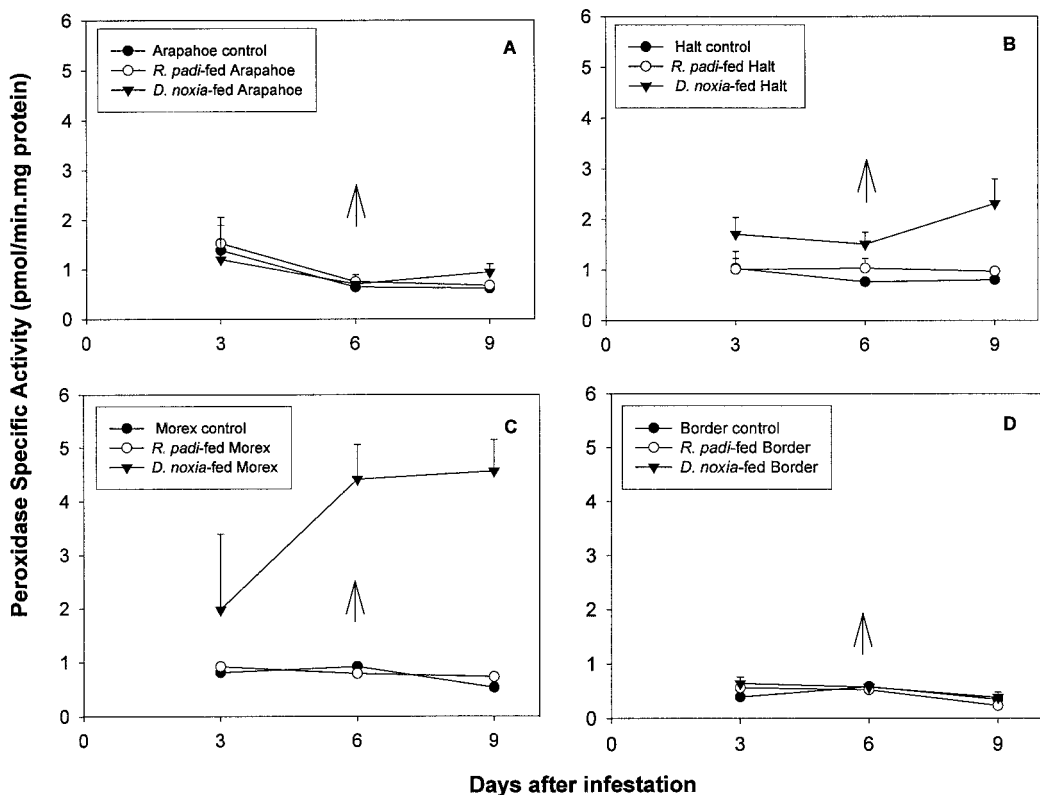 Peroxidase Specific Activity (pmol/min.mg protein)
6
5
4
3
2
1
0
Arapahoe control
R. padi-fed Arapahoe
D. noxia-fed Arapahoe
A
0 3 6 9
6
5
4
3
2
1
0
Halt control
R. padi-fed Halt
D. noxia-fed Halt
B
0 3 6 9
6
5
4
3
2
1
0
Morex control
R. padi-fed Morex
D. noxia-fed Morex
C
0 3 6 9
6
5
4
3
2
1
0
Border control
R. padi-fed Border
D. noxia-fed Border
D
0 3 6 9
Days after infestation